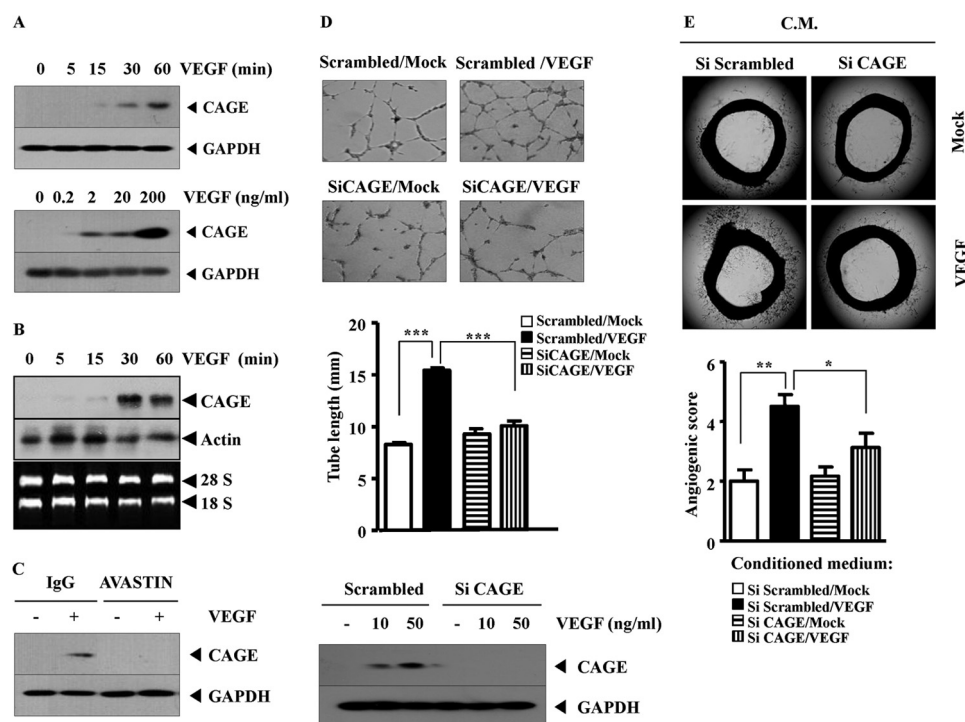 A
0 5 15 30 60 VEGF (min)
CAGE
GAPDH
0 0.2 2 20 200 VEGF (ng/ml)
CAGE
GAPDH
B
0 5 15 30 60 VEGF (min)
CAGE
Actin
28 S
18 S
C
IgG AVASTIN
VEGF
- + - +
CAGE
GAPDH
D
Scrambled/Mock Scrambled /VEGF
SiCAGE/Mock SiCAGE/VEGF
Tube length (mm)
20
15
10
5
0
*** ***
Scrambled/Mock
Scrambled/VEGF
SiCAGE/Mock
SiCAGE/VEGF
Scrambled Si CAGE
- 10 50 - 10 50 VEGF (ng/ml)
CAGE
GAPDH
E
C.M.
Si Scrambled Si CAGE
Mock
VEGF
Angiogenic score
6
4
2
0
** *
Conditioned medium:
Si Scrambled/Mock
Si Scrambled/VEGF
Si CAGE/Mock
Si CAGE/VEGF